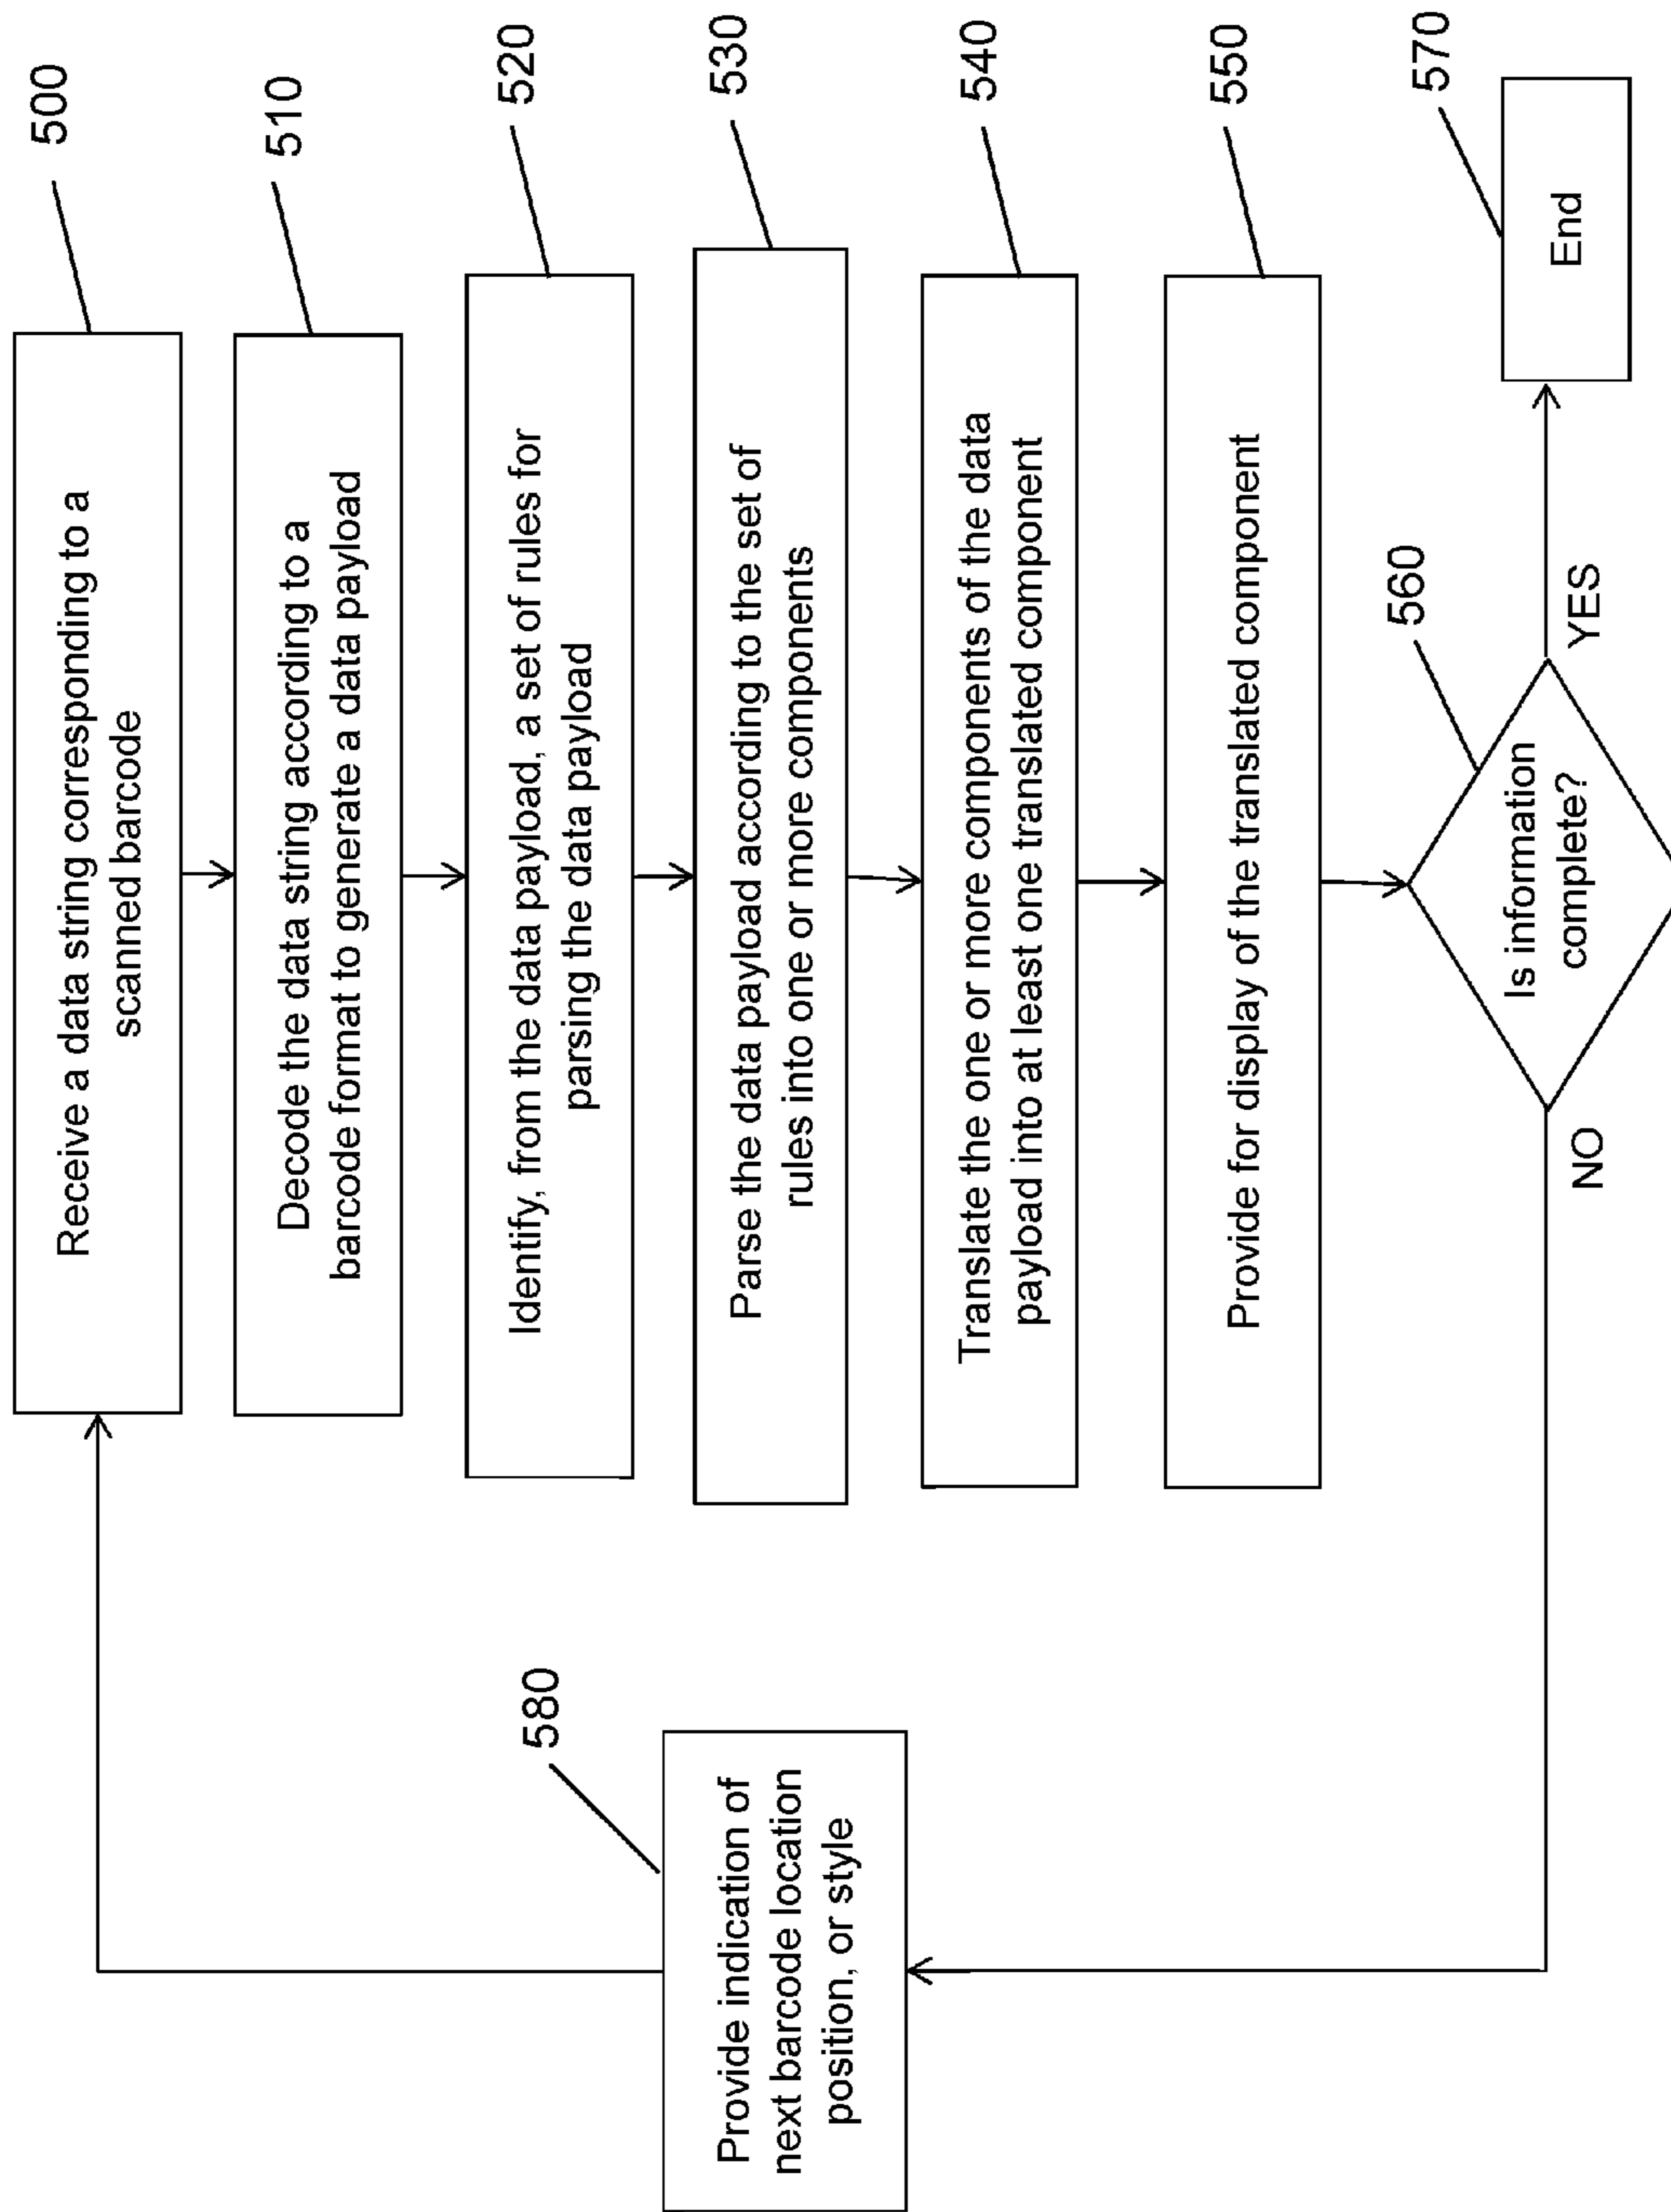 500
Receive a data string corresponding to a
scanned barcode
510
Decode the data string according to a
barcode format to generate a data payload
520
Identify, from the data payload, a set of rules for
parsing the data payload
530
Parse the data payload according to the set of
rules into one or more components
540
Translate the one or more components of the data
payload into at least one translated component
550
Provide for display of the translated component
560
Is information
complete?
YES
570
End
NO
580
Provide indication of
next barcode location
position, or style